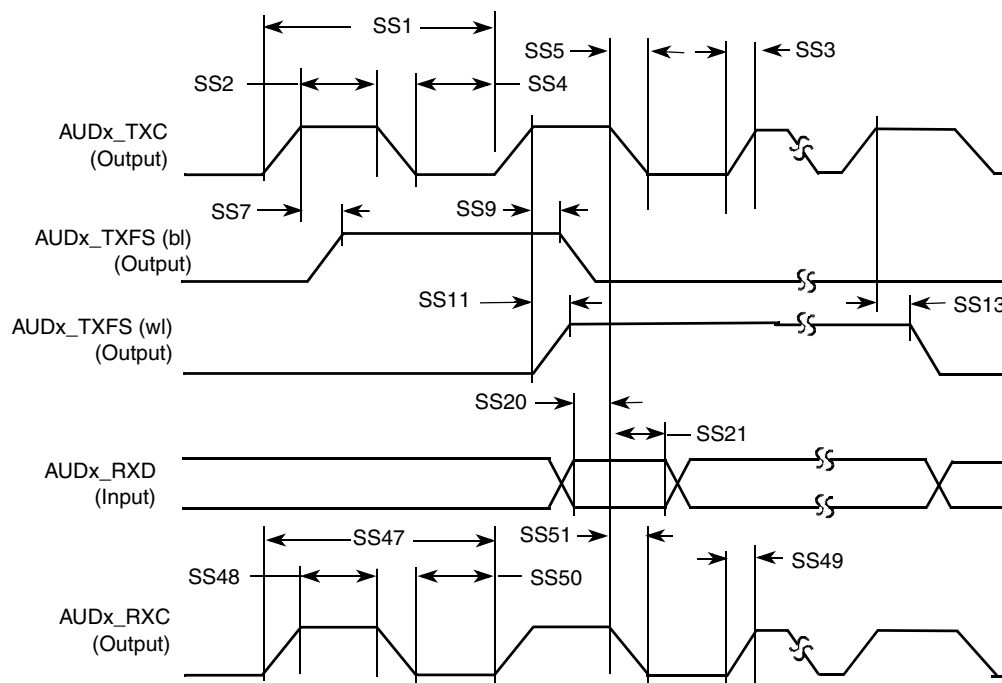 SS1
SS5
SS3
SS2
SS4
AUDx_TXC
(Output)
SS7
SS9
AUDx_TXFS (bl)
(Output)
SS11
SS13
AUDx_TXFS (wl)
(Output)
SS20
SS21
AUDx_RXD
(Input)
SS47
SS51
SS49
SS48
SS50
AUDx_RXC
(Output)